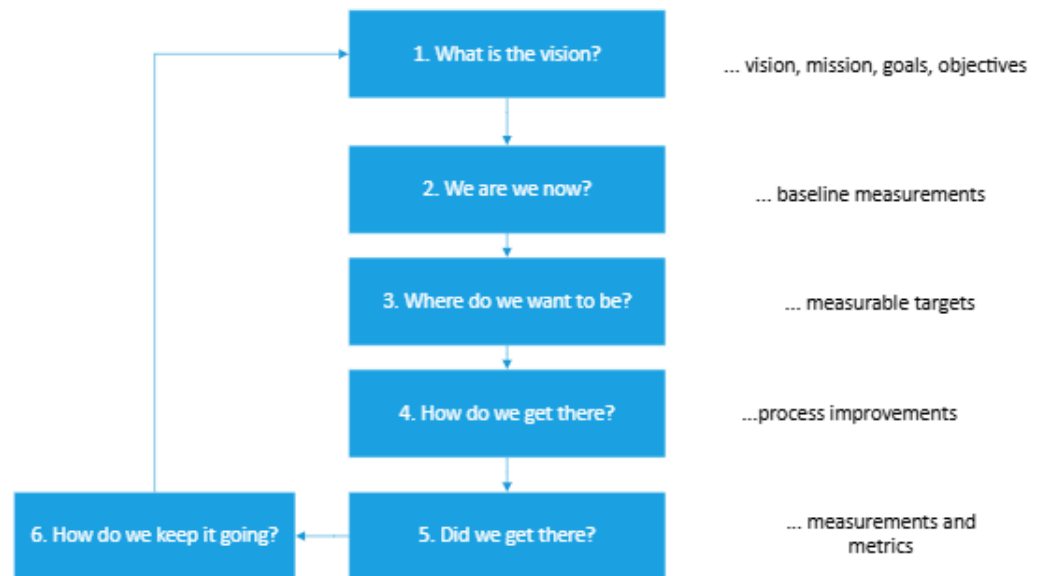 1. What is the vision?
... vision, mission, goals, objectives
2. We are we now?
... baseline measurements
3. Where do we want to be?
... measurable targets
4. How do we get there?
...process improvements
6. How do we keep it going?
5. Did we get there?
... measurements and
metrics